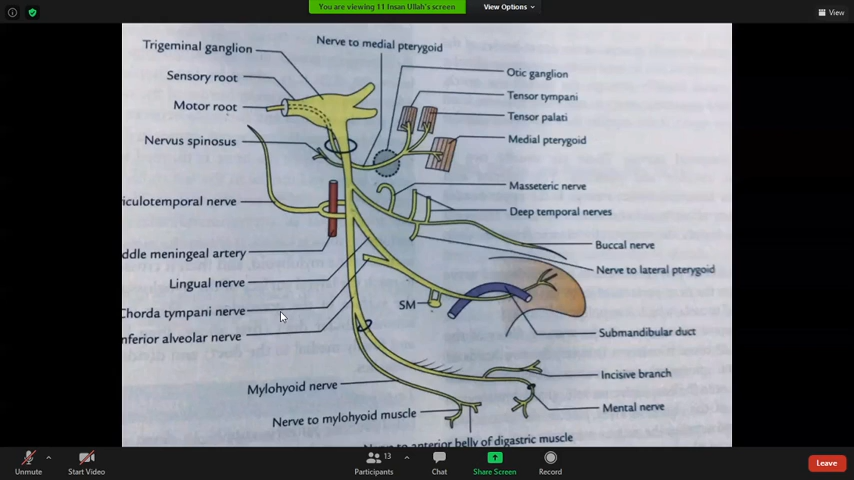 You are viewing 11 Insan Ullah's screen
View Options
View
Trigeminal ganglion
Nerve to medial pterygoid
Sensory root
Otic ganglion
Motor root
Tensor tympani
Tensor palati
Nervus spinosus
Medial pterygoid
Masseteric nerve
riculotemporal nerve
Deep temporal nerves
ddle meningeal artery
Buccal nerve
Nerve to lateral pterygoid
Lingual nerve
SM
Chorda tympani nerve
Submandibular duct
nferior alveolar nerve
Incisive branch
Mylohyoid nerve
Mental nerve
Nerve to mylohyoid muscle
Nerve to anterior belly of digastric muscle
Unmute
Start Video
Participants
13
Chat
Share Screen
Record
Leave